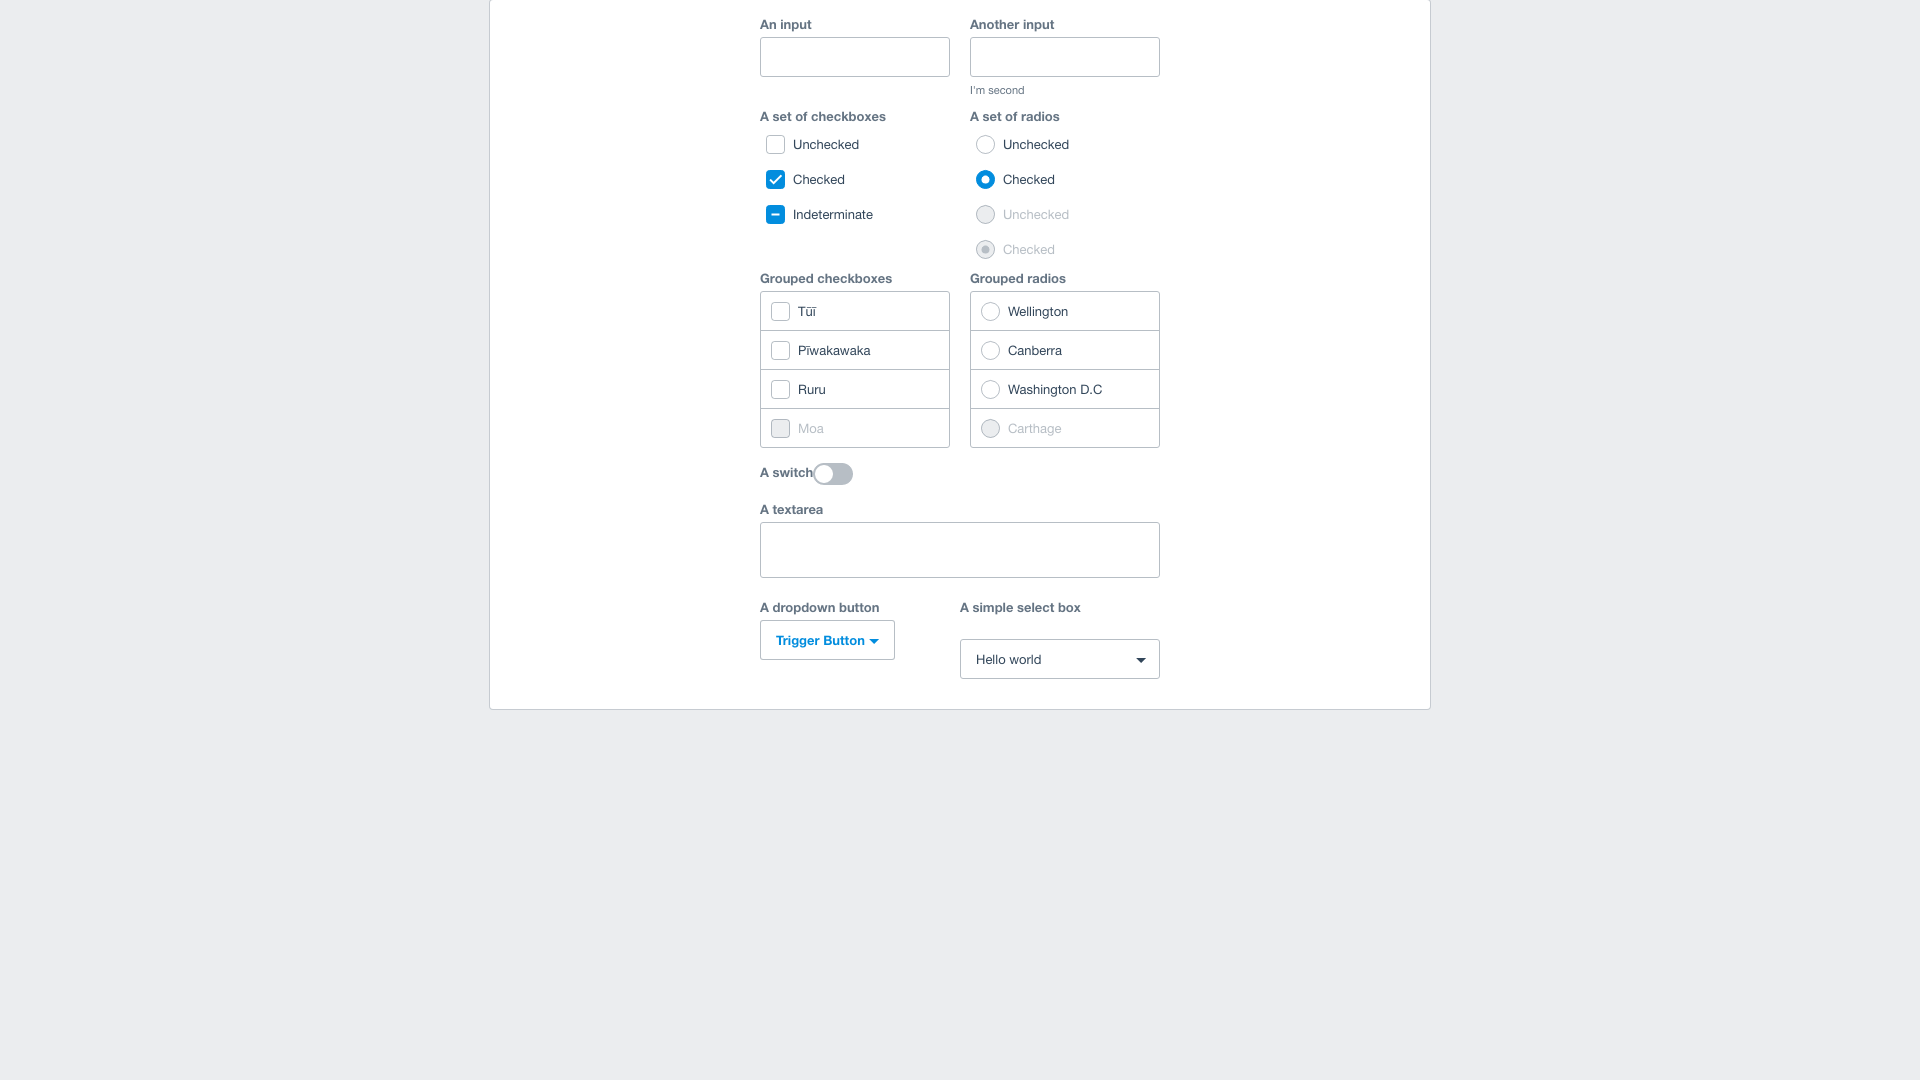 An input
Another input
I'm second
A set of checkboxes
A set of radios
Unchecked
Unchecked
Checked
Checked
Indeterminate
Unchecked
Checked
Grouped checkboxes
Grouped radios
Tūī
Wellington
Pīwakawaka
Canberra
Ruru
Washington D.C
Moa
Carthage
A switch
A textarea
A dropdown button
A simple select box
Trigger Button
Hello world